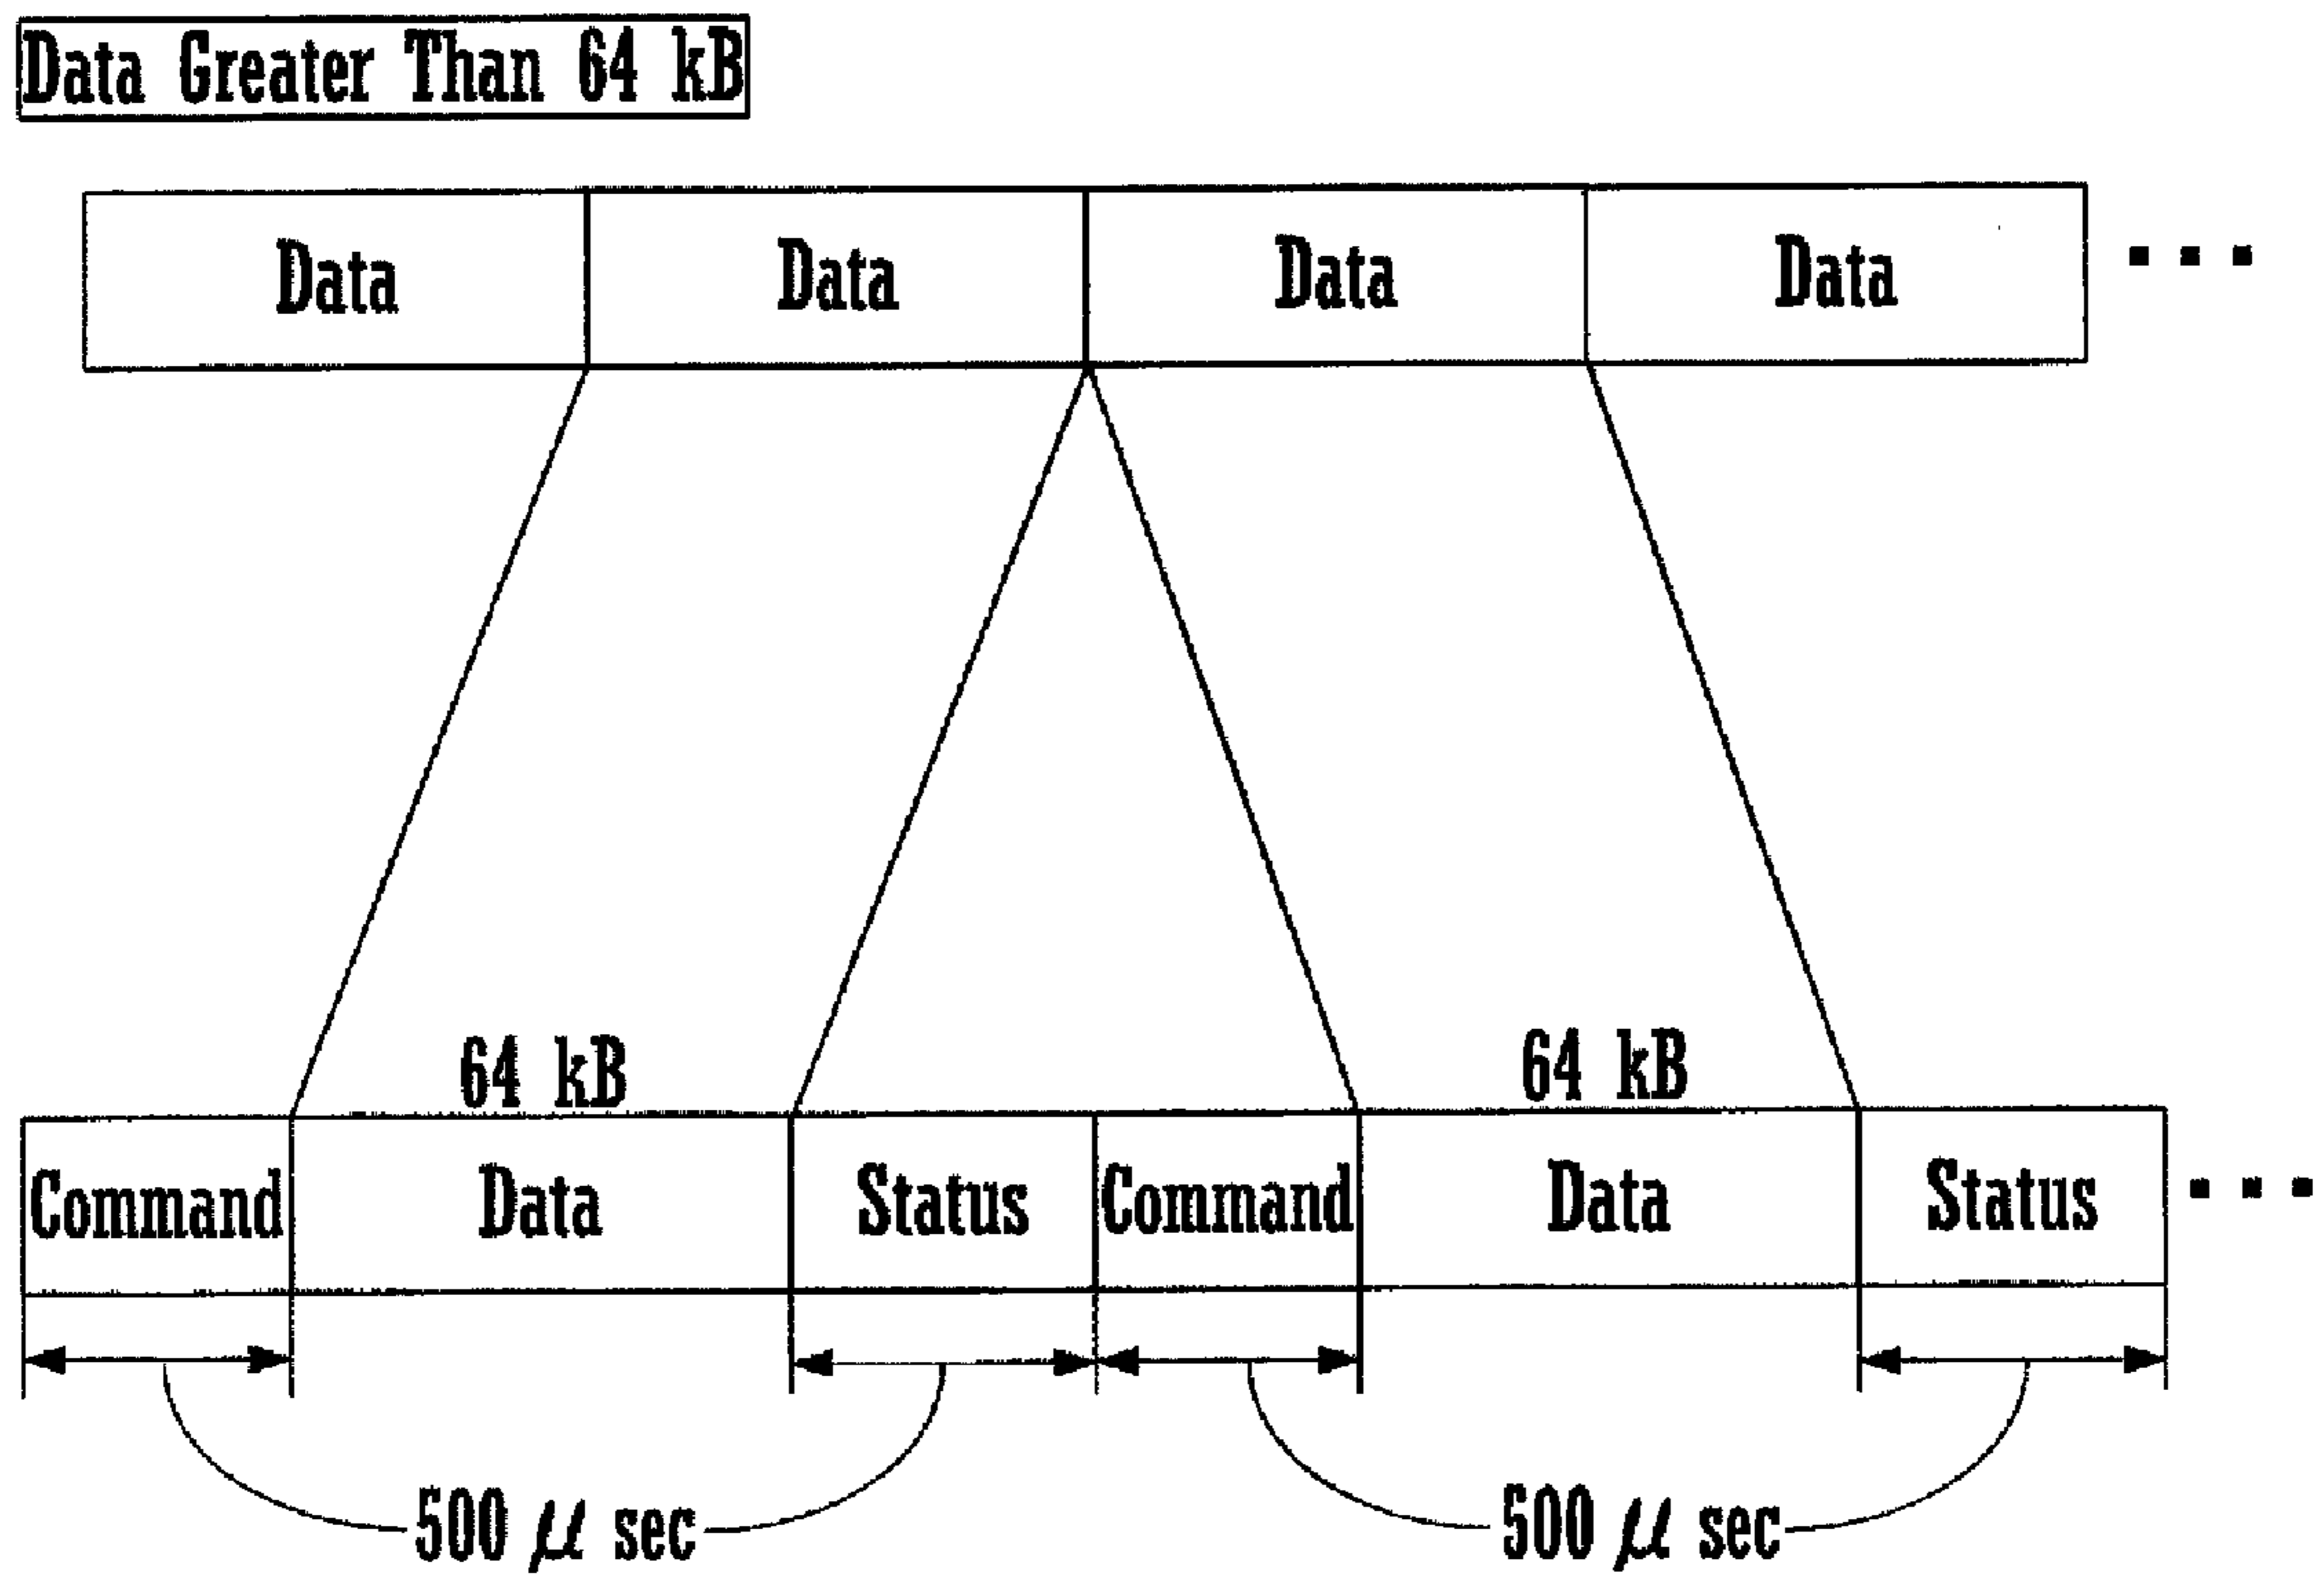 Data Greater Than 64 kB
Data Data Data Data ...
64 kB 64 kB
Command Data Status Command Data Status ...
500 μ sec 500 μ sec